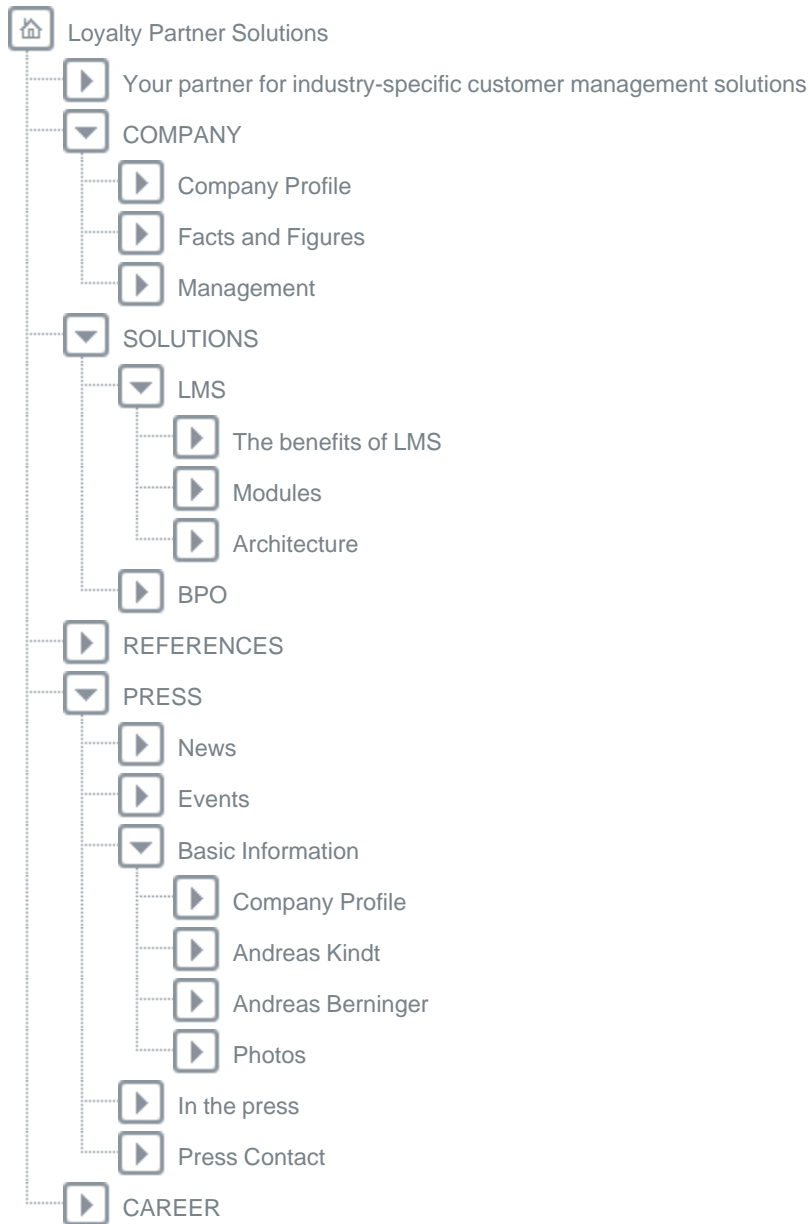 Loyalty Partner Solutions
Your partner for industry-specific customer management solutions
COMPANY
Company Profile
Facts and Figures
Management
SOLUTIONS
LMS
The benefits of LMS
Modules
Architecture
BPO
REFERENCES
PRESS
News
Events
Basic Information
Company Profile
Andreas Kindt
Andreas Berninger
Photos
In the press
Press Contact
CAREER